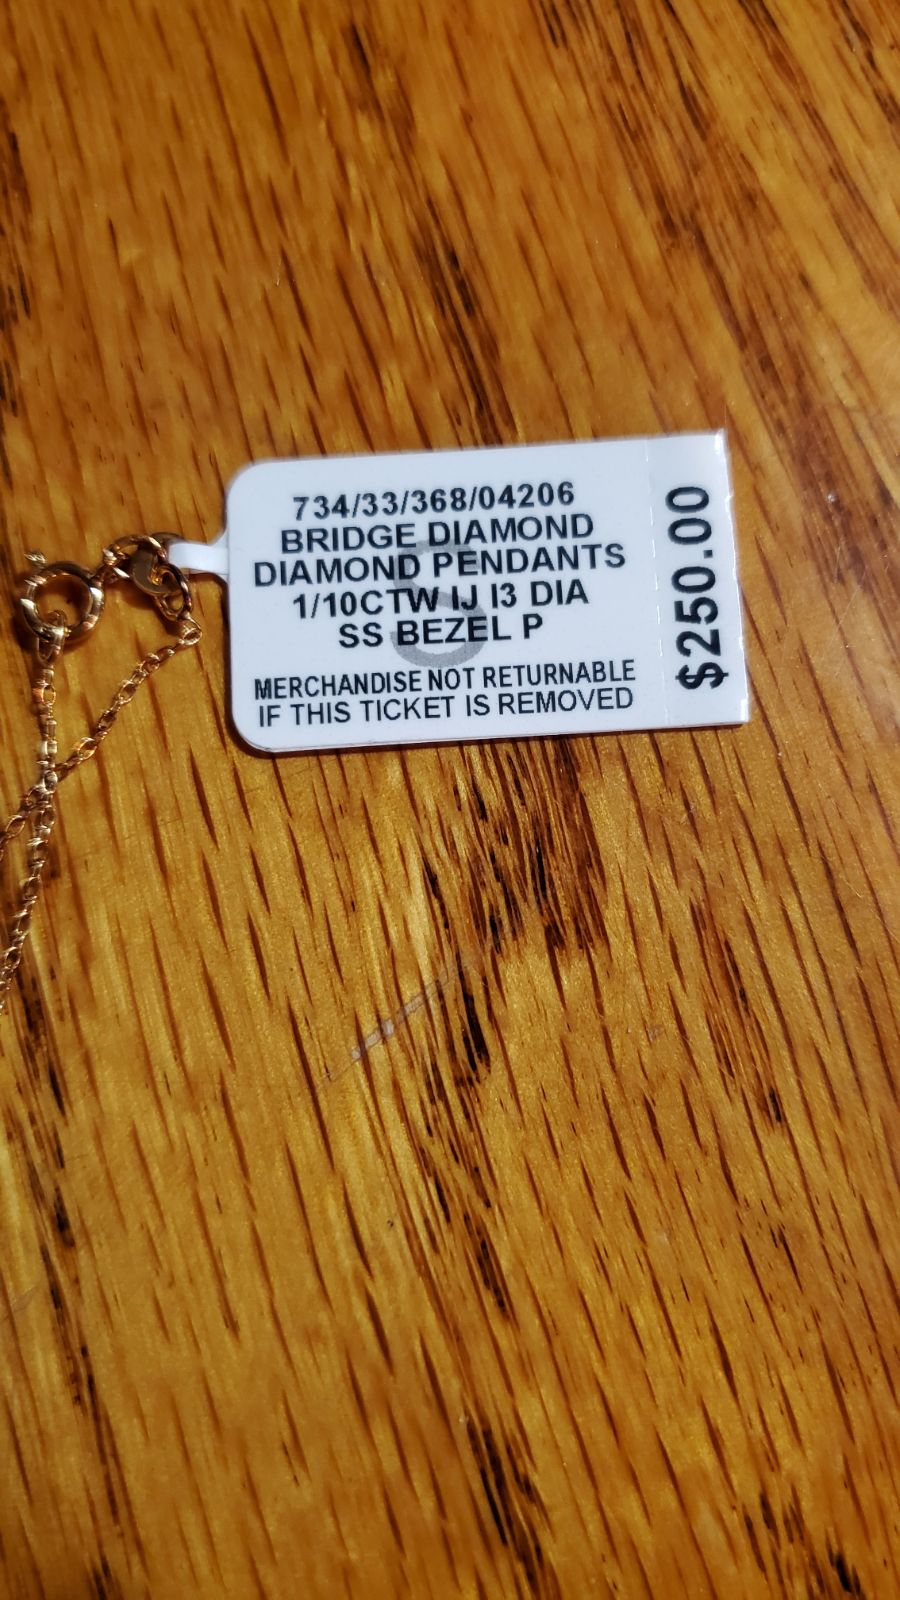 734/33/368/04206
BRIDGE DIAMOND
DIAMOND PENDANTS
1/10CTW IJ I3 DIA
SS BEZEL P
MERCHANDISE NOT RETURNABLE
IF THIS TICKET IS REMOVED
$250.00
S